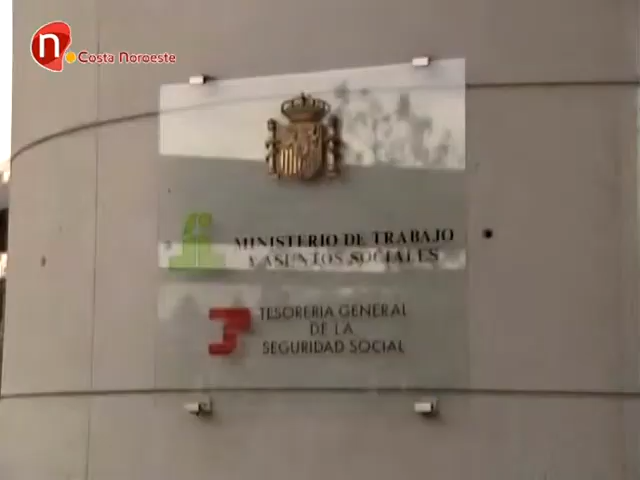 n
Costa Noroeste
MINISTERIO DE TRABAJO
Y ASUNTOS SOCIALES
TESORERIA GENERAL
DE LA
SEGURIDAD SOCIAL